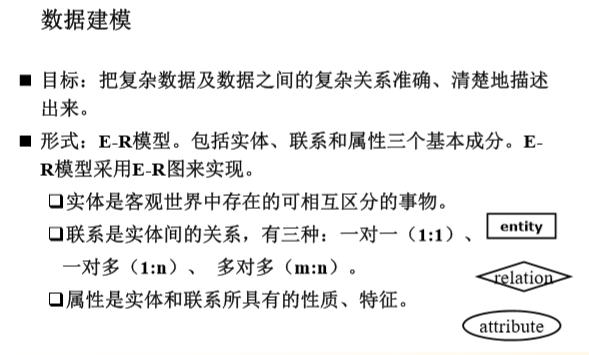 数据建模
■ 目标：把复杂数据及数据之间的复杂关系准确、清楚地描述
出来。
■ 形式：E-R模型。包括实体、联系和属性三个基本成分。E-
R模型采用E-R图来实现。
❑实体是客观世界中存在的可相互区分的事物。
❑联系是实体间的关系，有三种：一对一（1:1）、
一对多（1:n）、 多对多（m:n）。
❑属性是实体和联系所具有的性质、特征。
entity
relation
attribute